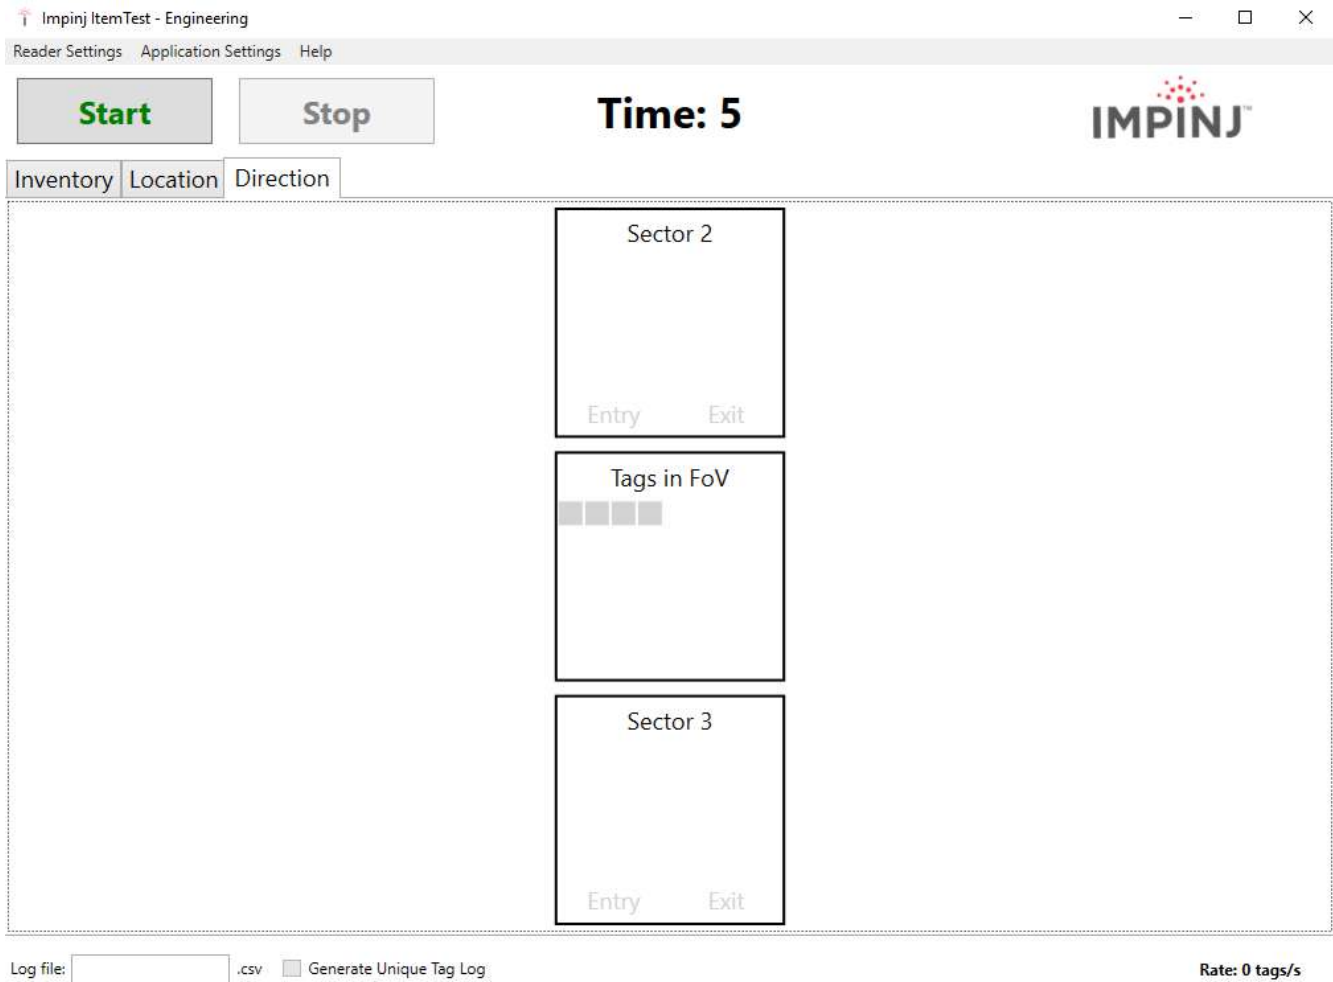 Impinj ItemTest - Engineering
Reader Settings Application Settings Help
Start Stop Time: 5 IMPINJ™
Inventory Location Direction
Sector 2
Entry Exit
Tags in FoV
Sector 3
Entry Exit
Log file: .csv Generate Unique Tag Log Rate: 0 tags/s